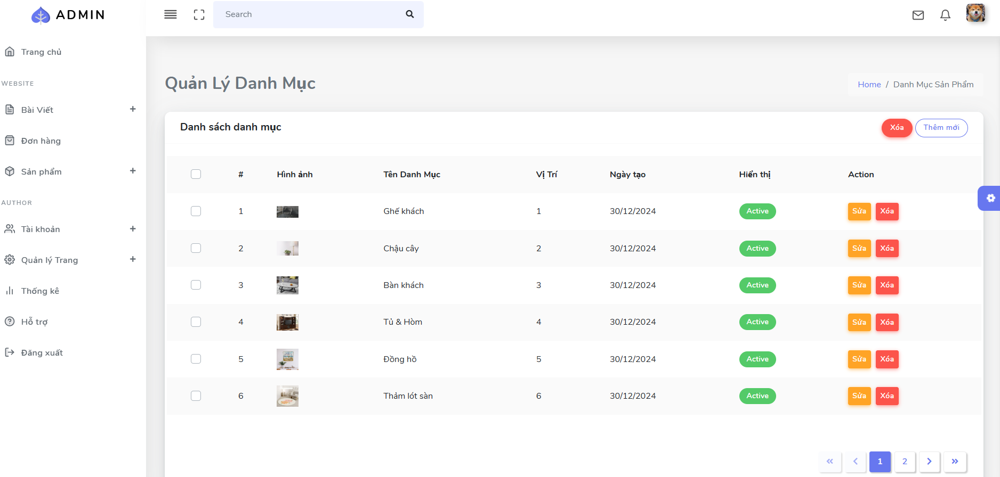 ADMIN
Search
Trang chủ
WEBSITE
Bài Viết +
Đơn hàng
Sản phẩm +
AUTHOR
Tài khoản +
Quản lý Trang +
Thống kê
Hỗ trợ
Đăng xuất
Quản Lý Danh Mục
Home / Danh Mục Sản Phẩm
Danh sách danh mục
Xóa Thêm mới
# Hình ảnh Tên Danh Mục Vị Trí Ngày tạo Hiển thị Action
1 Ghế khách 1 30/12/2024 Active Sửa Xóa
2 Chậu cây 2 30/12/2024 Active Sửa Xóa
3 Bàn khách 3 30/12/2024 Active Sửa Xóa
4 Tủ & Hòm 4 30/12/2024 Active Sửa Xóa
5 Đồng hồ 5 30/12/2024 Active Sửa Xóa
6 Thảm lót sàn 6 30/12/2024 Active Sửa Xóa
« ‹ 1 2 › »